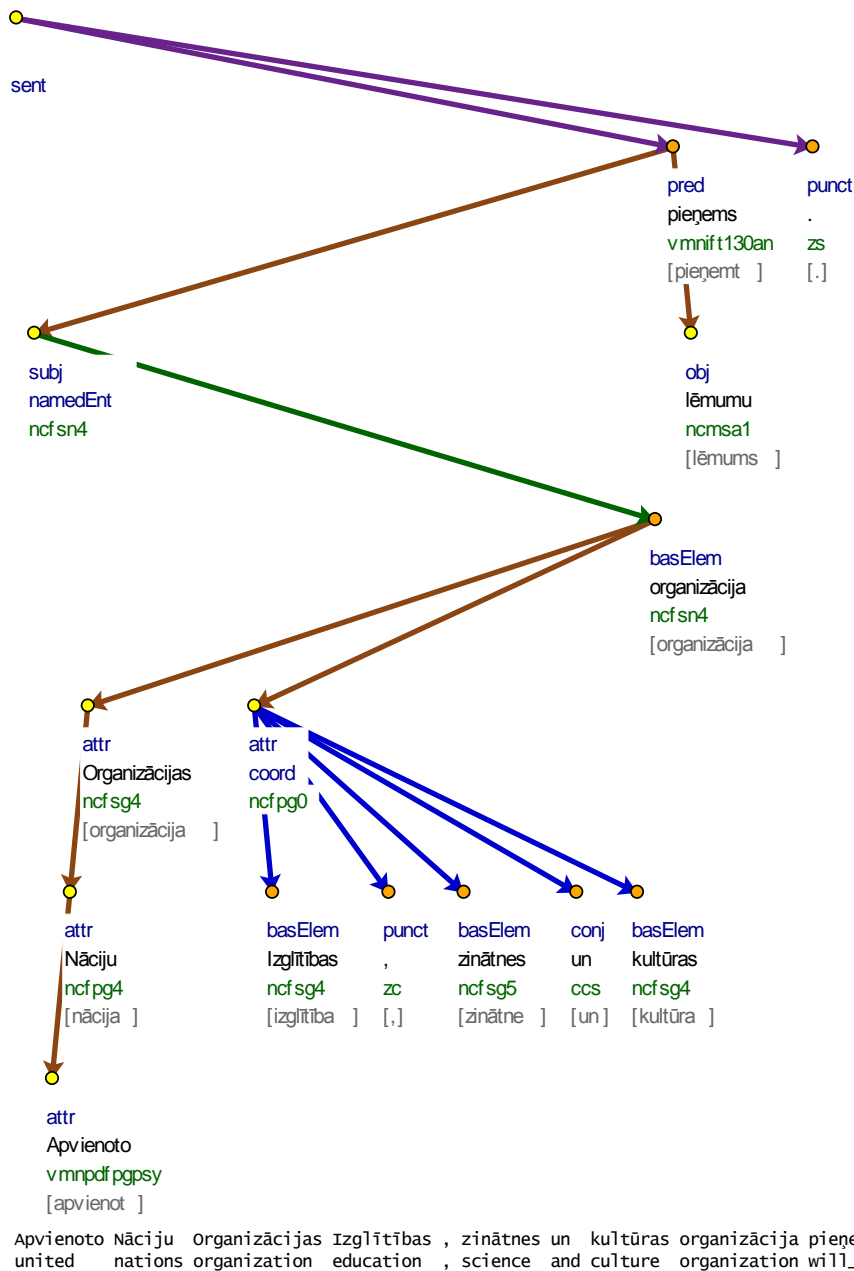 sent
pred punct
pieņems .
vmnift130an zs
[pieņemt ] [.]
subj obj
namedEnt lēmumu
ncfsn4 ncmsa1
[lēmums ]
basElem
organizācija
ncfsn4
[organizācija ]
attr attr
Organizācijas coord
ncfsg4 ncfpg0
[organizācija ]
attr basElem punct basElem conj basElem
Nāciju Izglītības , zinātnes un kultūras
ncfpg4 ncfsg4 zc ncfsg5 ccs ncfsg4
[nācija ] [izglītība ] [,] [zinātne ] [un] [kultūra ]
attr
Apvienoto
vmnpdfpgpsy
[apvienot ]
Apvienoto Nāciju Organizācijas Izglītības , zinātnes un kultūras organizācija pieņe
united nations organization education , science and culture organization will_